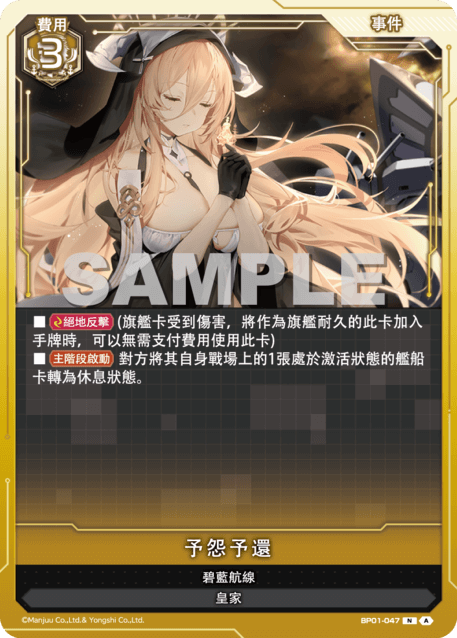 費用
3
事件
SAMPLE
■ 絕地反擊 (旗艦卡受到傷害，將作為旗艦耐久的此卡加入
手牌時，可以無需支付費用使用此卡)
■ 主階段啟動 對方將其自身戰場上的1張處於激活狀態的艦船
卡轉為休息狀態。
予怨予還
碧藍航線
皇家
©Manjuu Co.,Ltd.& Yongshi Co.,Ltd. BP01-047 N A